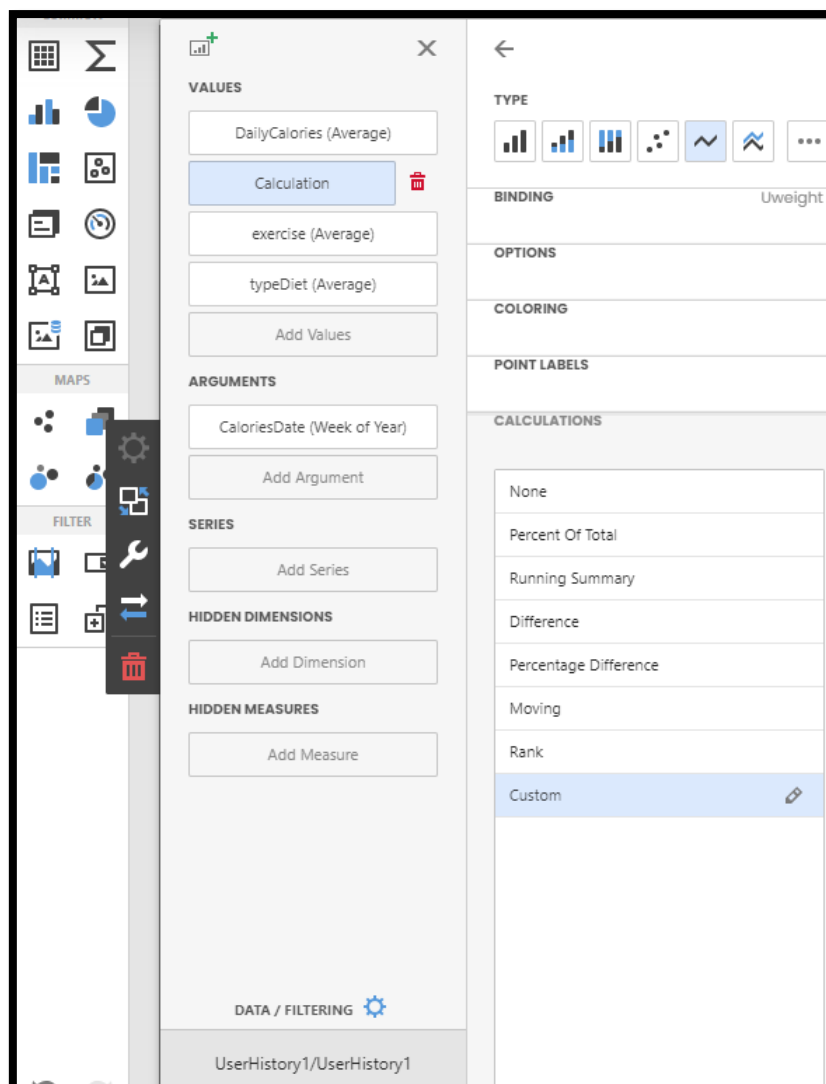 VALUES
DailyCalories (Average)
Calculation
exercise (Average)
typeDiet (Average)
Add Values
ARGUMENTS
CaloriesDate (Week of Year)
Add Argument
SERIES
Add Series
HIDDEN DIMENSIONS
Add Dimension
HIDDEN MEASURES
Add Measure
DATA / FILTERING
UserHistory1/UserHistory1
MAPS
FILTER
TYPE
BINDING
Uweight
OPTIONS
COLORING
POINT LABELS
CALCULATIONS
None
Percent Of Total
Running Summary
Difference
Percentage Difference
Moving
Rank
Custom